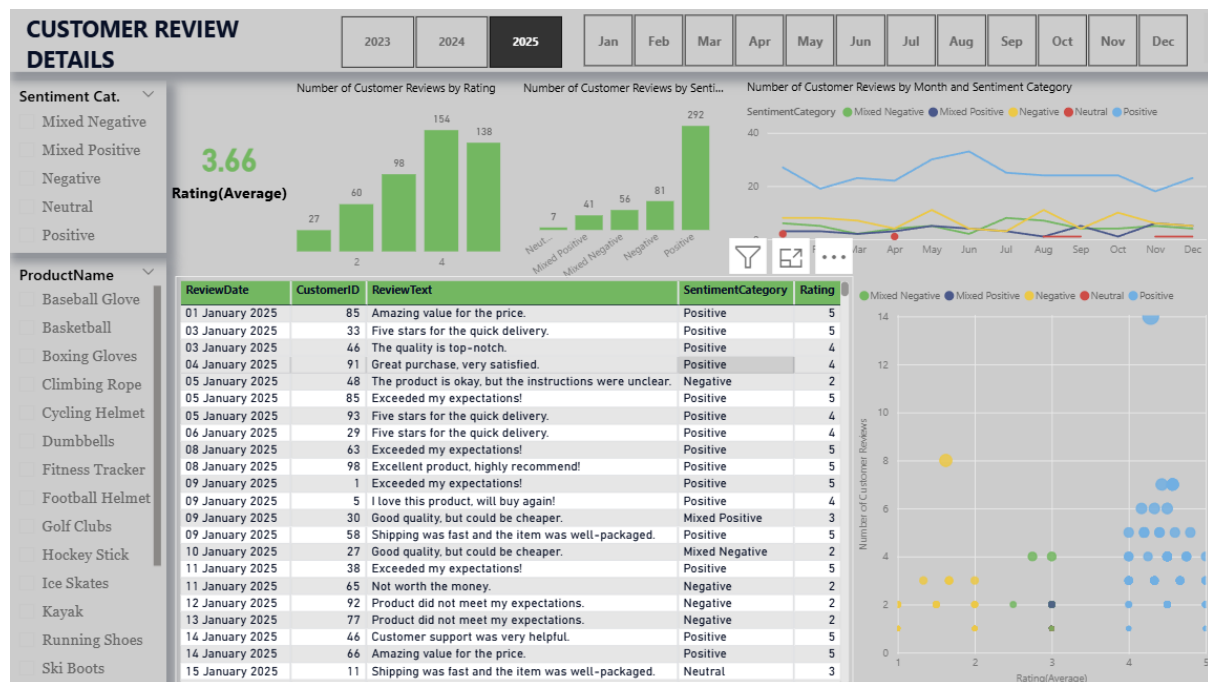 CUSTOMER REVIEW
DETAILS
2023
2024
2025
Jan
Feb
Mar
Apr
May
Jun
Jul
Aug
Sep
Oct
Nov
Dec
Sentiment Cat.
Mixed Negative
Mixed Positive
Negative
Neutral
Positive
ProductName
Baseball Glove
Basketball
Boxing Gloves
Climbing Rope
Cycling Helmet
Dumbbells
Fitness Tracker
Football Helmet
Golf Clubs
Hockey Stick
Ice Skates
Kayak
Running Shoes
Ski Boots
3.66
Rating(Average)
Number of Customer Reviews by Rating
27
60
98
154
138
2
4
Number of Customer Reviews by Senti...
7
41
56
81
292
Neut...
Mixed Positive
Mixed Negative
Negative
Positive
Number of Customer Reviews by Month and Sentiment Category
SentimentCategory Mixed Negative Mixed Positive Negative Neutral Positive
40
20
Apr May Jun Jul Aug Sep Oct Nov Dec
ReviewDate CustomerID ReviewText SentimentCategory Rating
01 January 2025 85 Amazing value for the price. Positive 5
03 January 2025 33 Five stars for the quick delivery. Positive 5
03 January 2025 46 The quality is top-notch. Positive 4
04 January 2025 91 Great purchase, very satisfied. Positive 4
05 January 2025 48 The product is okay, but the instructions were unclear. Negative 2
05 January 2025 85 Exceeded my expectations! Positive 5
05 January 2025 93 Five stars for the quick delivery. Positive 4
06 January 2025 29 Five stars for the quick delivery. Positive 4
08 January 2025 63 Exceeded my expectations! Positive 5
08 January 2025 98 Excellent product, highly recommend! Positive 5
09 January 2025 1 Exceeded my expectations! Positive 5
09 January 2025 5 I love this product, will buy again! Positive 4
09 January 2025 30 Good quality, but could be cheaper. Mixed Positive 3
09 January 2025 58 Shipping was fast and the item was well-packaged. Positive 5
10 January 2025 27 Good quality, but could be cheaper. Mixed Negative 2
11 January 2025 38 Exceeded my expectations! Positive 5
11 January 2025 65 Not worth the money. Negative 2
12 January 2025 92 Product did not meet my expectations. Negative 2
13 January 2025 77 Product did not meet my expectations. Negative 2
14 January 2025 46 Customer support was very helpful. Positive 5
14 January 2025 66 Amazing value for the price. Positive 5
15 January 2025 11 Shipping was fast and the item was well-packaged. Neutral 3
Mixed Negative Mixed Positive Negative Neutral Positive
Number of Customer Reviews
14
12
10
8
6
4
2
0
1 2 3 4 5
Rating(Average)